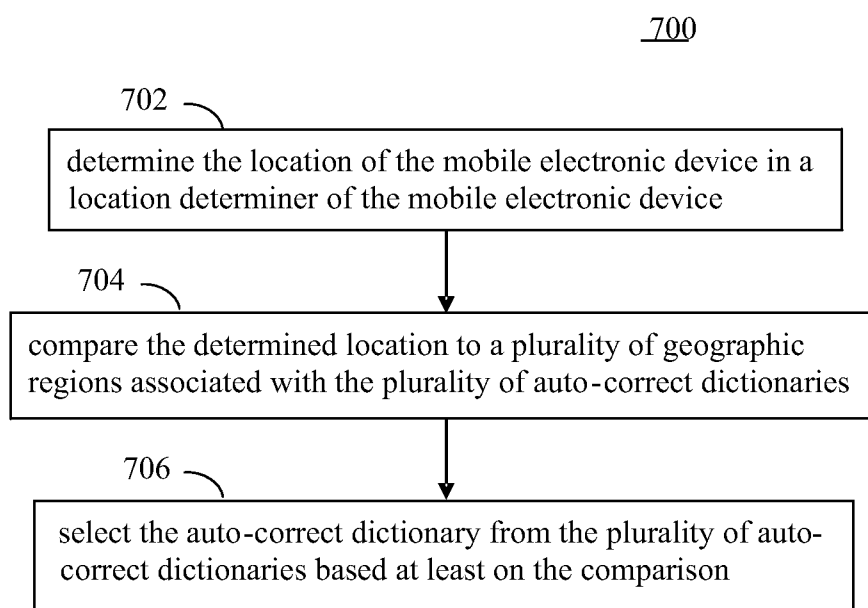 700
702
determine the location of the mobile electronic device in a
location determiner of the mobile electronic device
704
compare the determined location to a plurality of geographic
regions associated with the plurality of auto-correct dictionaries
706
select the auto-correct dictionary from the plurality of auto-
correct dictionaries based at least on the comparison